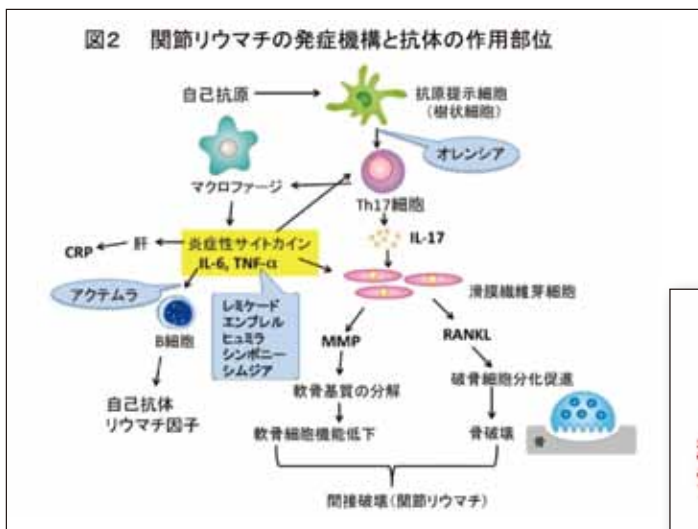 図2　関節リウマチの発症機構と抗体の作用部位
自己抗原
抗原提示細胞
(樹状細胞)
オレンシア
マクロファージ
Th17細胞
IL-17
CRP
肝
炎症性サイトカイン
IL-6, TNF-α
アクテムラ
B細胞
レミケード
エンブレル
ヒュミラ
シンポニー
シムジア
滑膜繊維芽細胞
MMP
RANKL
自己抗体
リウマチ因子
軟骨基質の分解
破骨細胞分化促進
軟骨細胞機能低下
骨破壊
骨
間接破壊(関節リウマチ)